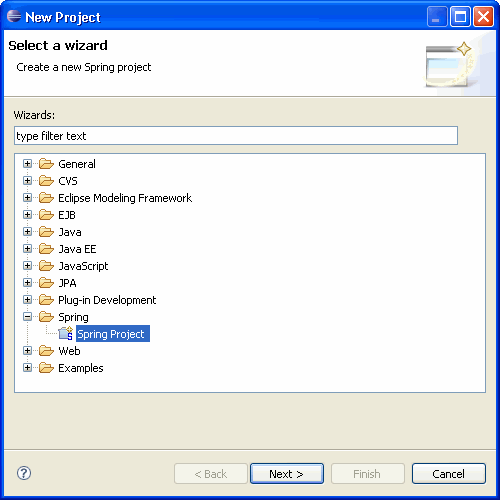 New Project
Select a wizard
Create a new Spring project
Wizards:
type filter text
General
CVS
Eclipse Modeling Framework
EJB
Java
Java EE
JavaScript
JPA
Plug-in Development
Spring
Spring Project
Web
Examples
?
< Back Next > Finish Cancel